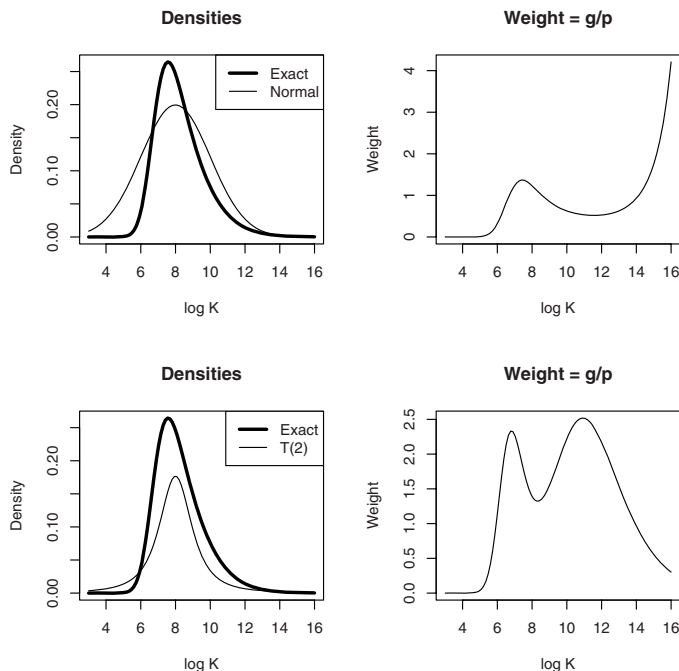 Densities
Density
0.00 0.10 0.20
Exact
Normal
4 6 8 10 12 14 16
log K
Weight = g/p
Weight
0 1 2 3 4
4 6 8 10 12 14 16
log K
Densities
Density
0.00 0.10 0.20
Exact
T(2)
4 6 8 10 12 14 16
log K
Weight = g/p
Weight
0.0 0.5 1.0 1.5 2.0 2.5
4 6 8 10 12 14 16
log K